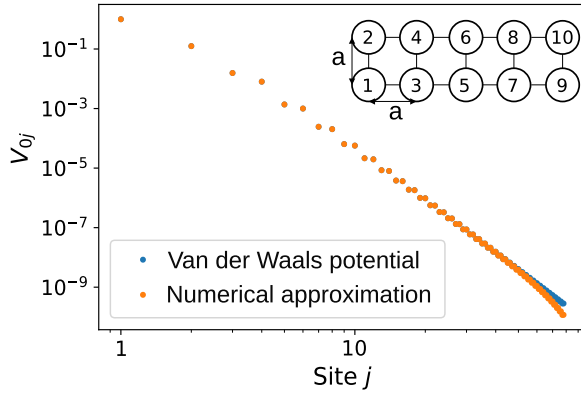 10⁻¹
10⁻³
10⁻⁵
10⁻⁷
10⁻⁹
V₀ⱼ
2 4 6 8 10
a
1 3 5 7 9
a
Van der Waals potential
Numerical approximation
1 10
Site j